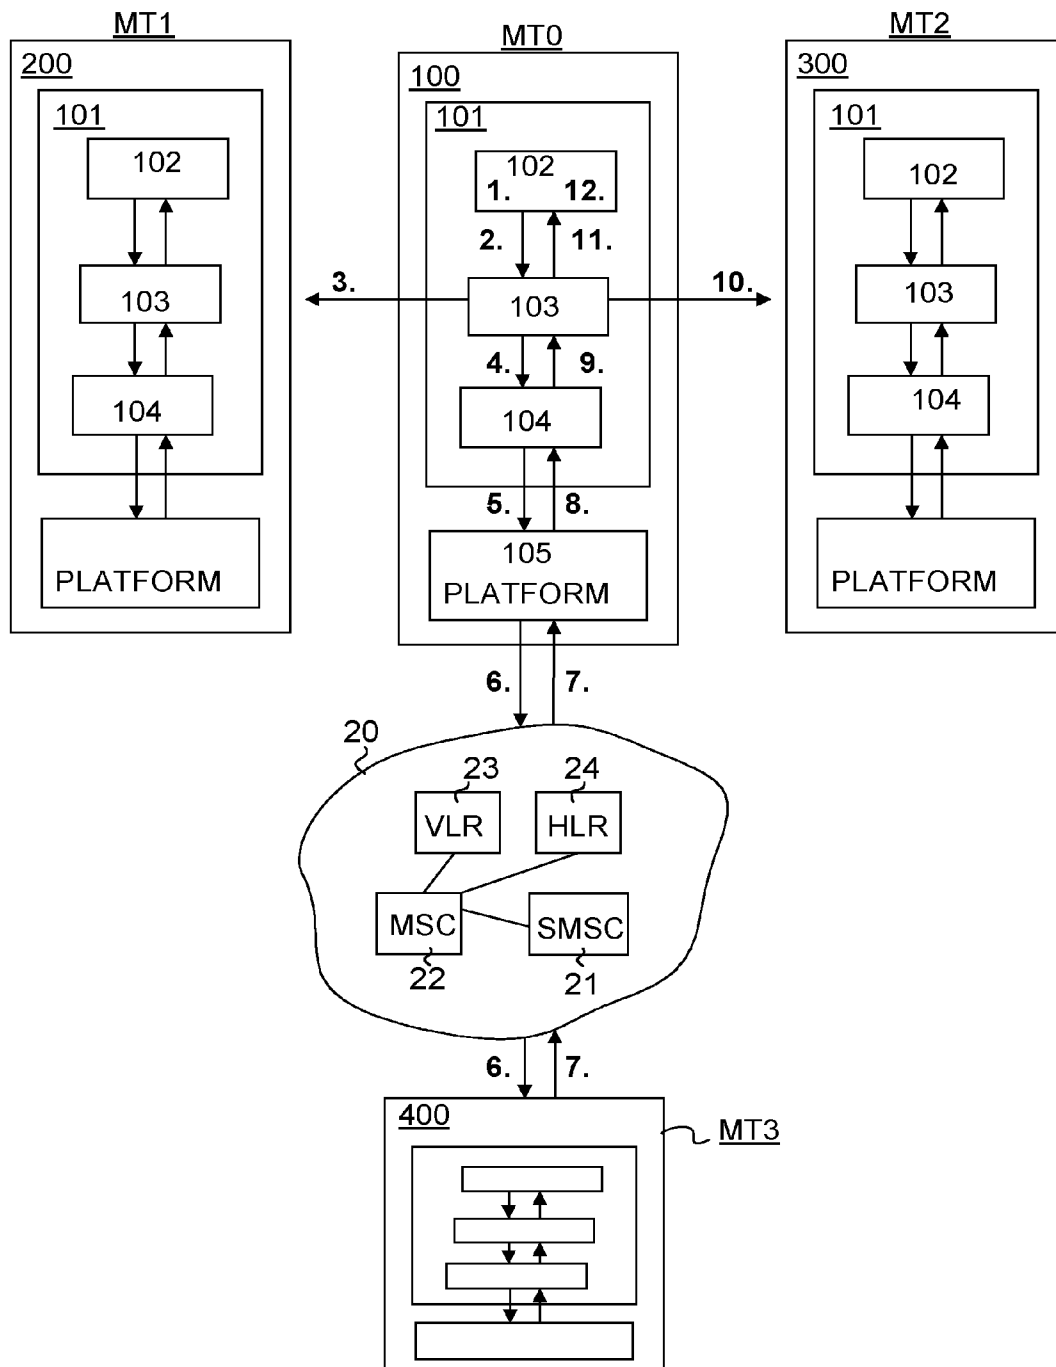 MT1
200
101
102
103
104
PLATFORM
MT0
100
101
102
1. 12.
2. 11.
3. 103 10.
4. 9.
104
5. 8.
105
PLATFORM
6. 7.
MT2
300
101
102
103
104
PLATFORM
20
23 24
VLR HLR
MSC SMSC
22 21
6. 7.
400
MT3